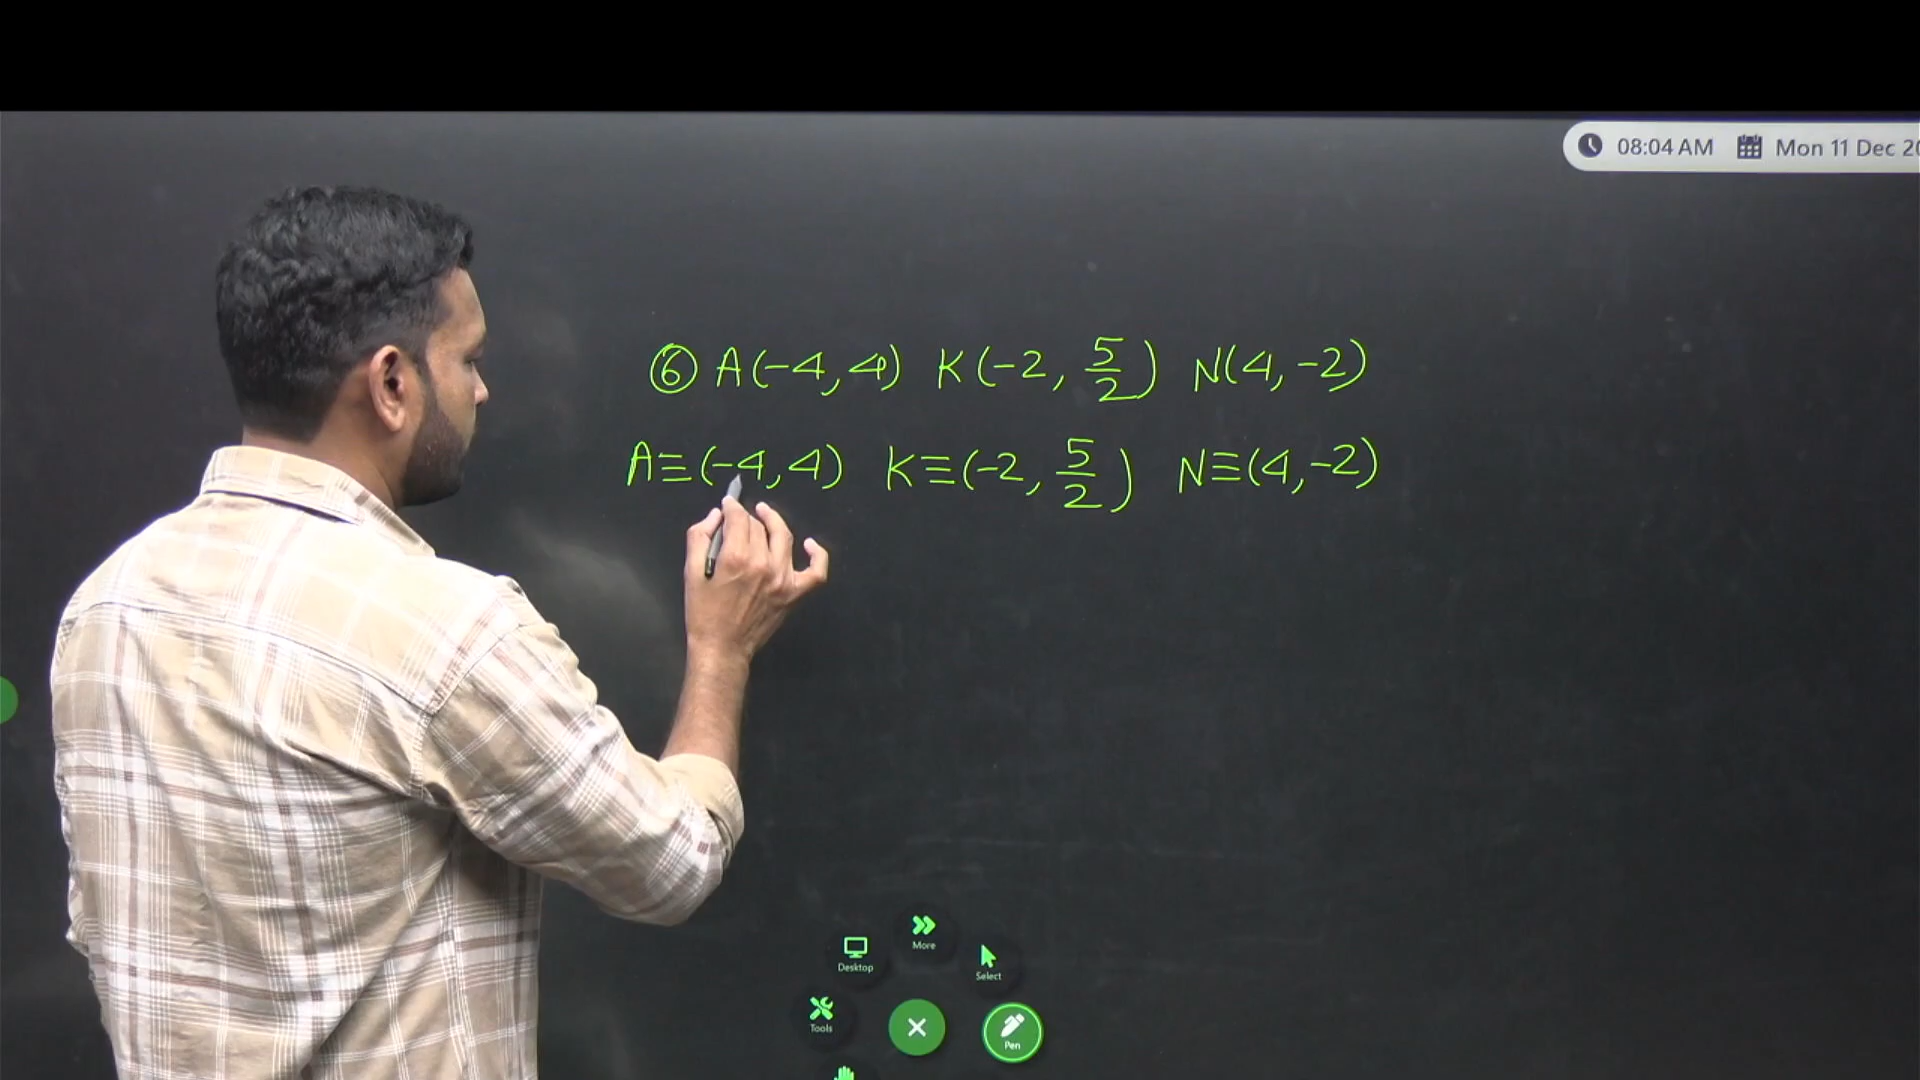 08:04 AM Mon 11 Dec 20
⑥ A(-4, 4) K(-2, 5/2) N(4, -2)
A≡(-4, 4) K≡(-2, 5/2) N≡(4, -2)
More
Desktop
Select
Tools
Pen